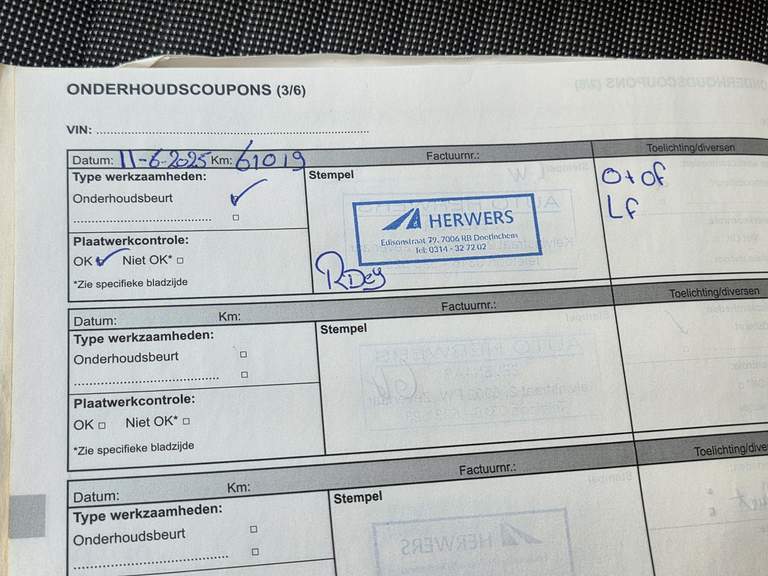 ONDERHOUDSCOUPONS (3/6)
VIN:
Datum: 11-6-2025 Km: 61019 Factuurnr.: Toelichting/diversen
Type werkzaamheden: Stempel
Onderhoudsbeurt
O + of
Lf
HERWERS
Edisonstraat 79, 7006 RB Doetinchem
Tel: 0314 - 32 72 02
Plaatwerkcontrole:
OK Niet OK*
*Zie specifieke bladzijde
Datum: Km: Factuurnr.: Toelichting/diversen
Type werkzaamheden: Stempel
Onderhoudsbeurt
Plaatwerkcontrole:
OK Niet OK*
*Zie specifieke bladzijde
Datum: Km: Factuurnr.: Toelichting/dive
Type werkzaamheden: Stempel
Onderhoudsbeurt